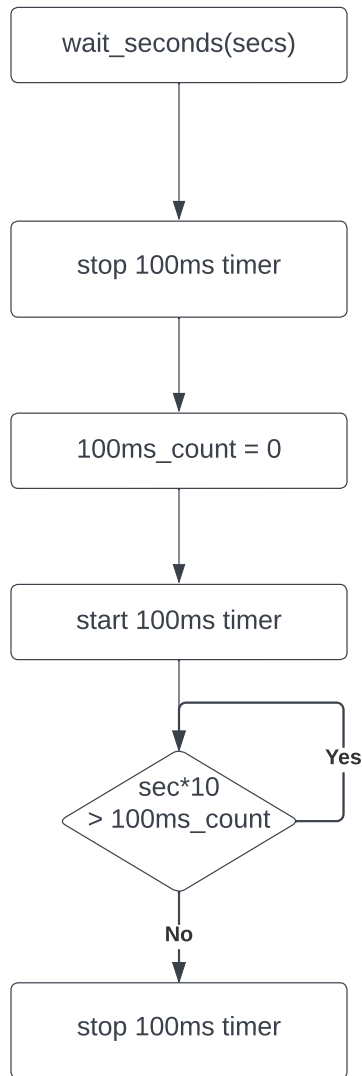 wait_seconds(secs)
stop 100ms timer
100ms_count = 0
start 100ms timer
sec*10
> 100ms_count
Yes
No
stop 100ms timer